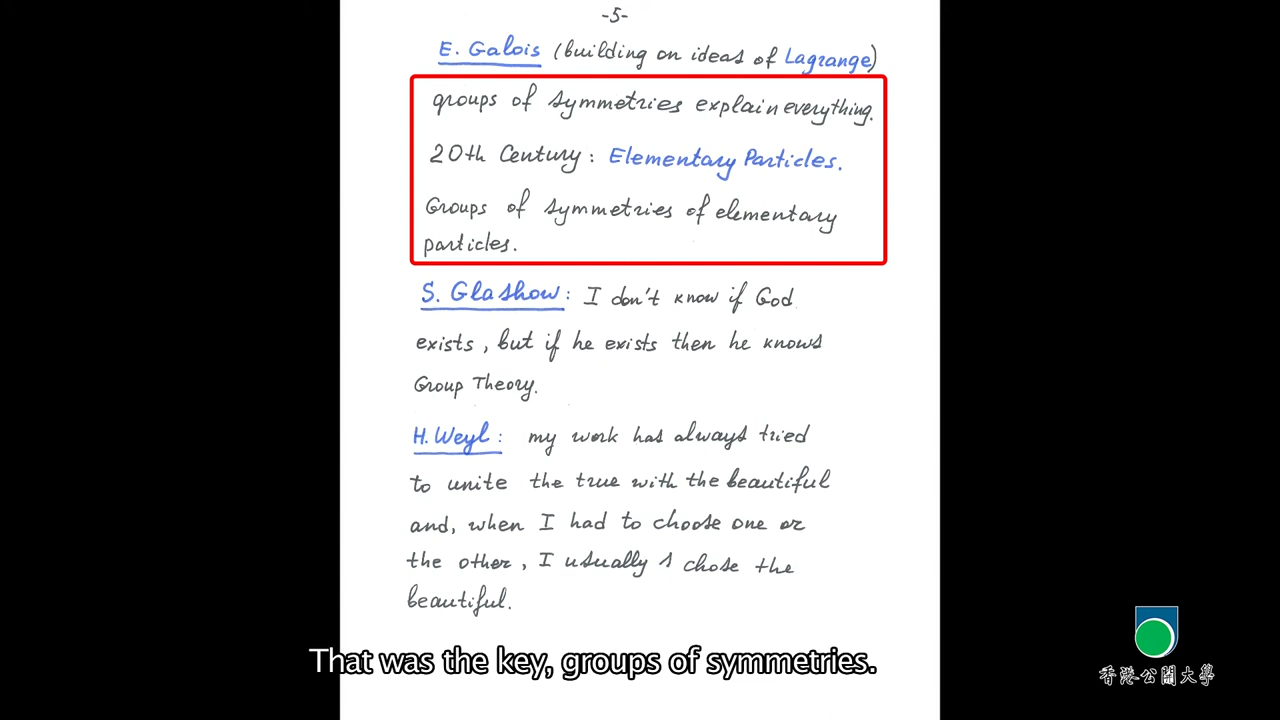 -5-
E. Galois (building on ideas of Lagrange)
groups of symmetries explain everything.
20th Century: Elementary Particles.
Groups of symmetries of elementary
particles.
S. Glashow: I don't know if God
exists, but if he exists then he knows
Group Theory.
H. Weyl: my work has always tried
to unite the true with the beautiful
and, when I had to choose one or
the other, I usually s chose the
beautiful.
That was the key, groups of symmetries.
香港公開大學